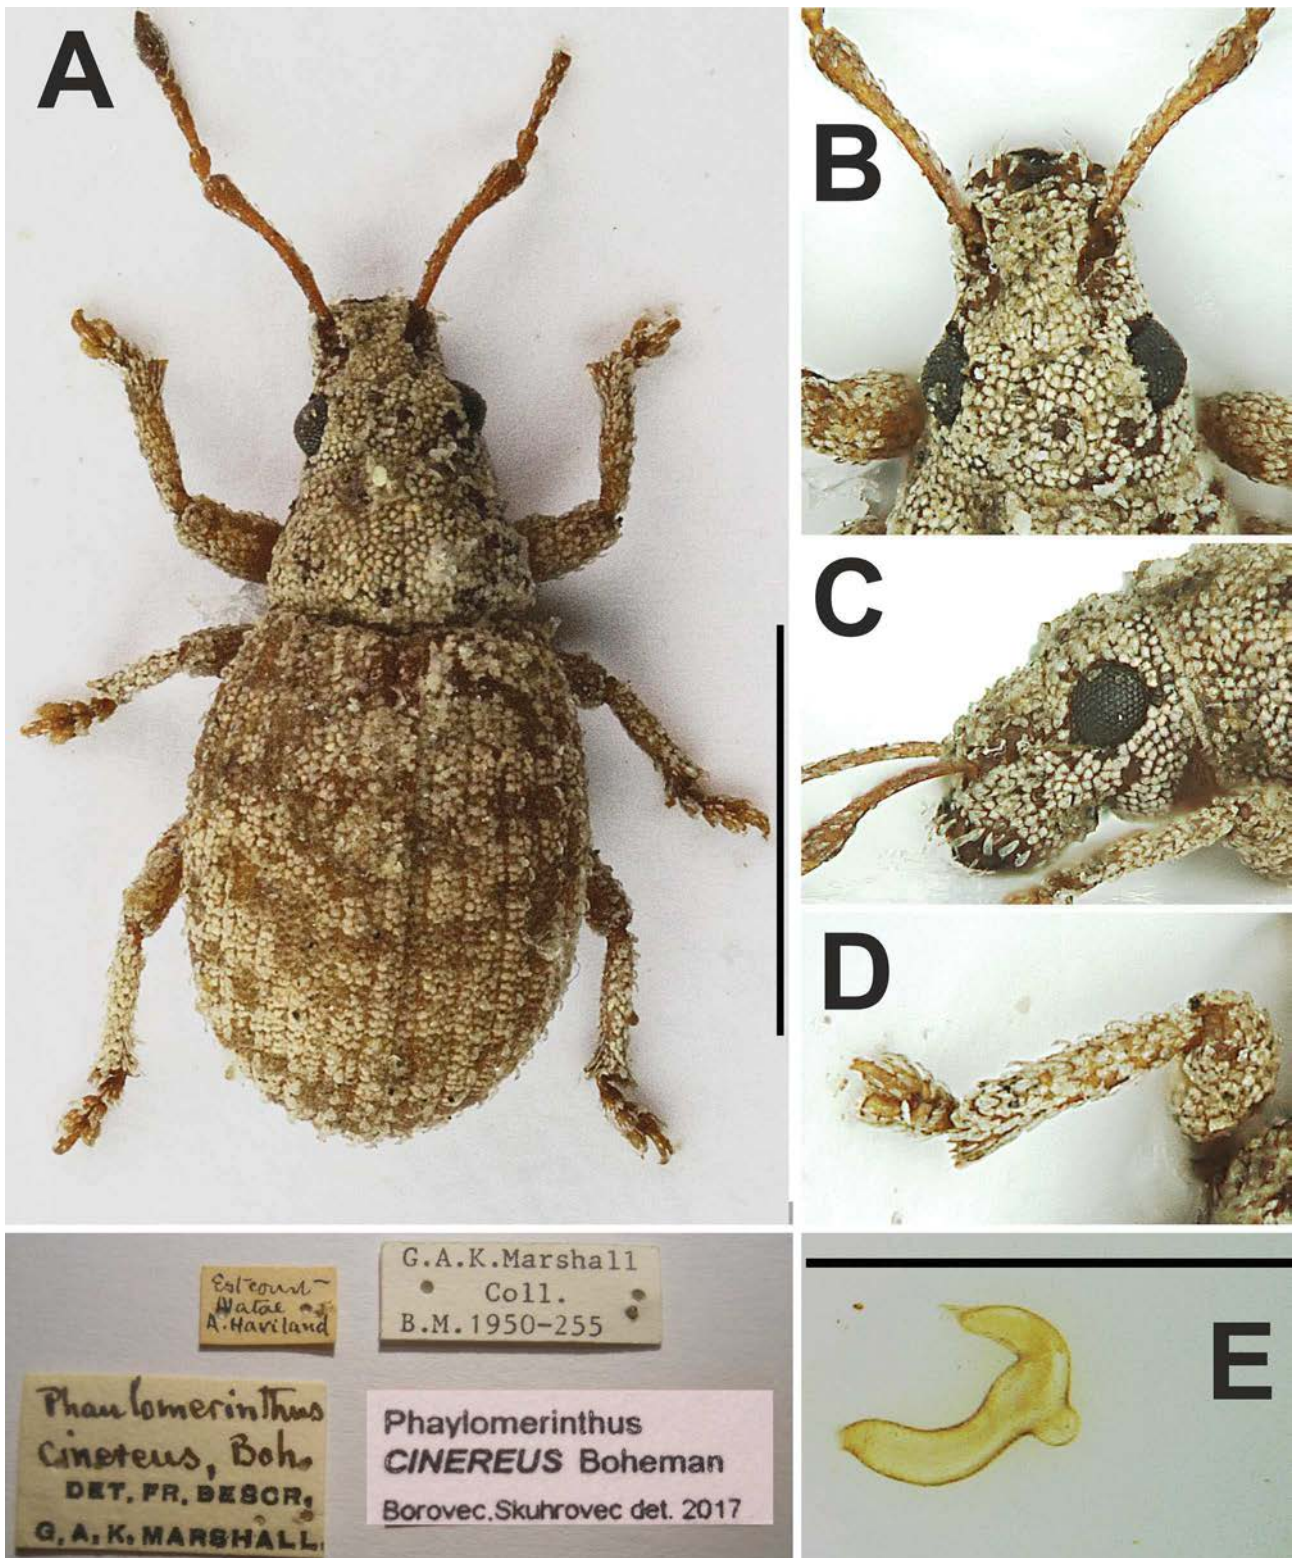 A
B
C
D
E
Estcourt-
Natal
A. Haviland
G.A.K.Marshall
Coll.
B.M.1950-255
Phaulomerinthus
Cinereus, Boh.
DET. FR. DESCR.
G. A. K. MARSHALL.
Phaylomerinthus
CINEREUS Boheman
Borovec,Skuhrovec det. 2017